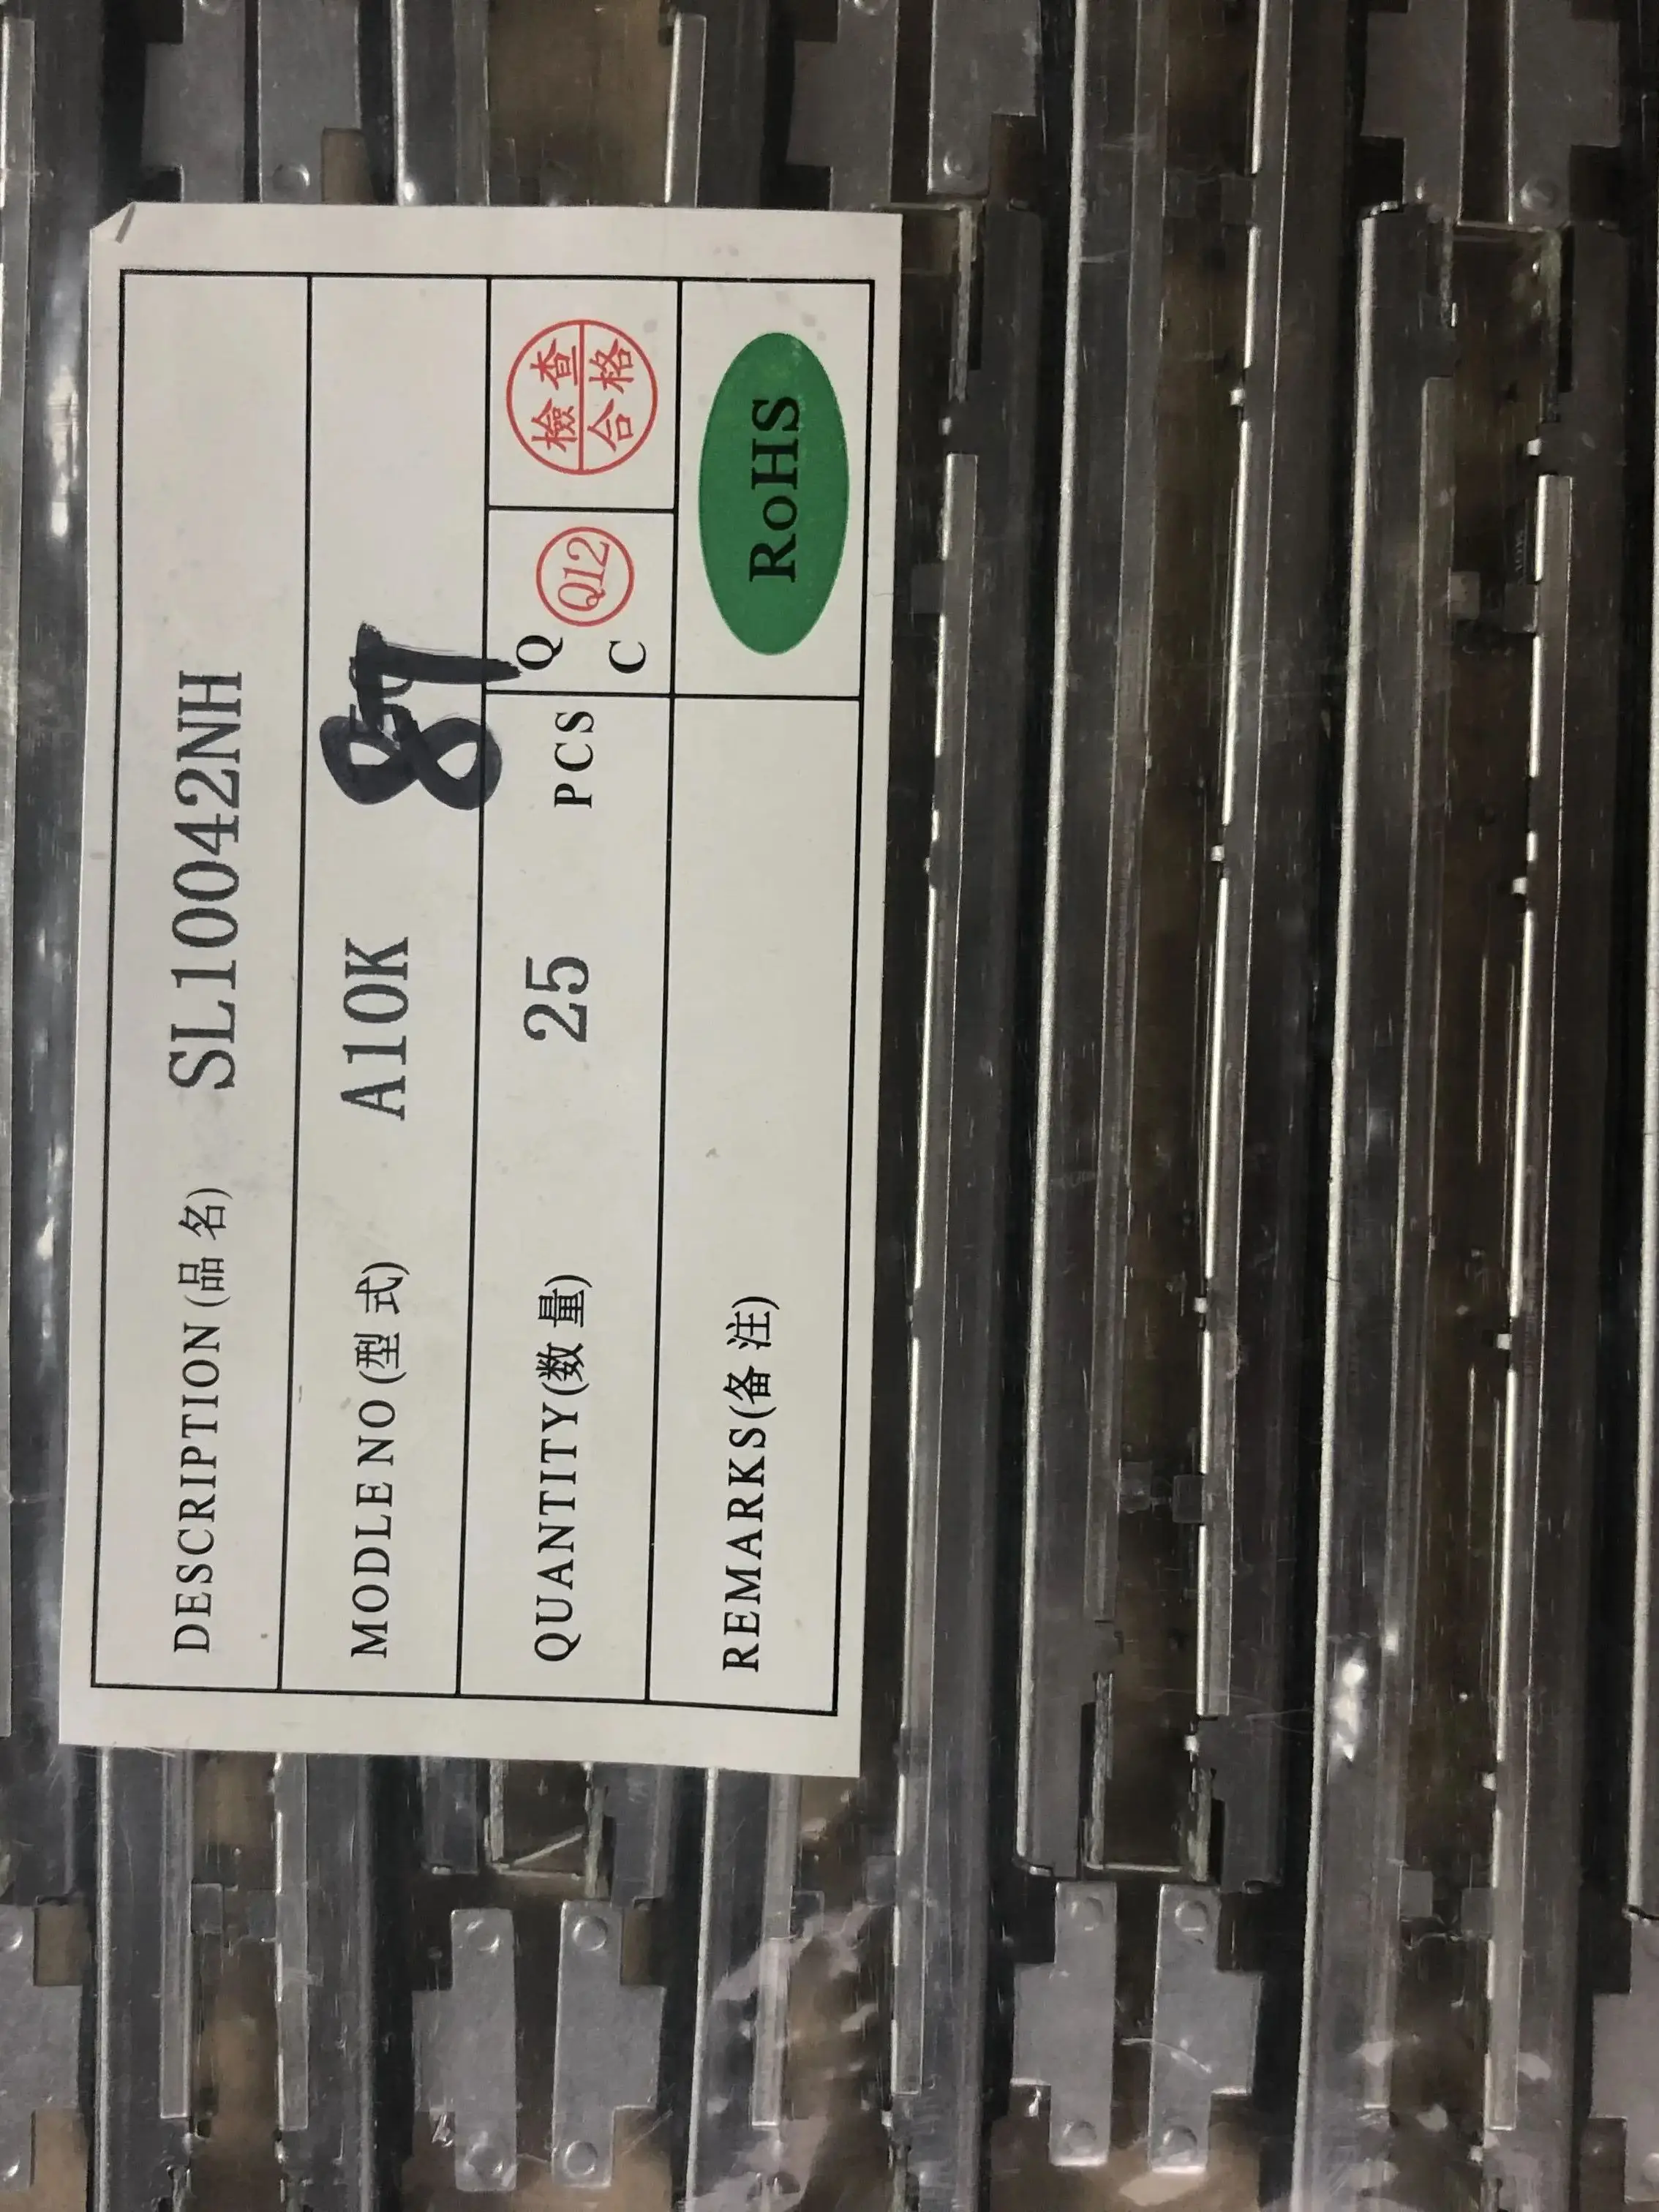 DESCRIPTION(品名) SL10042NH
MODLE NO(型式) A10K 87
QUANTITY(数量) 25 PCS
QC Q12
檢查
合格
REMARKS(备注)
RoHS